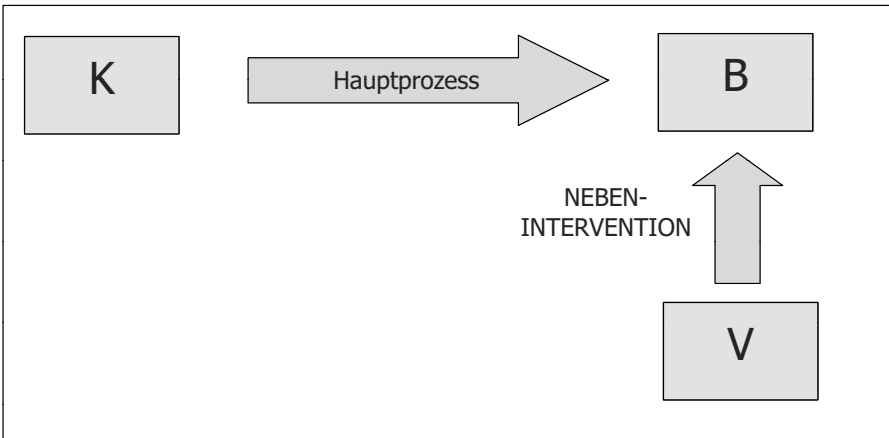 K
Hauptprozess
B
NEBEN-
INTERVENTION
V